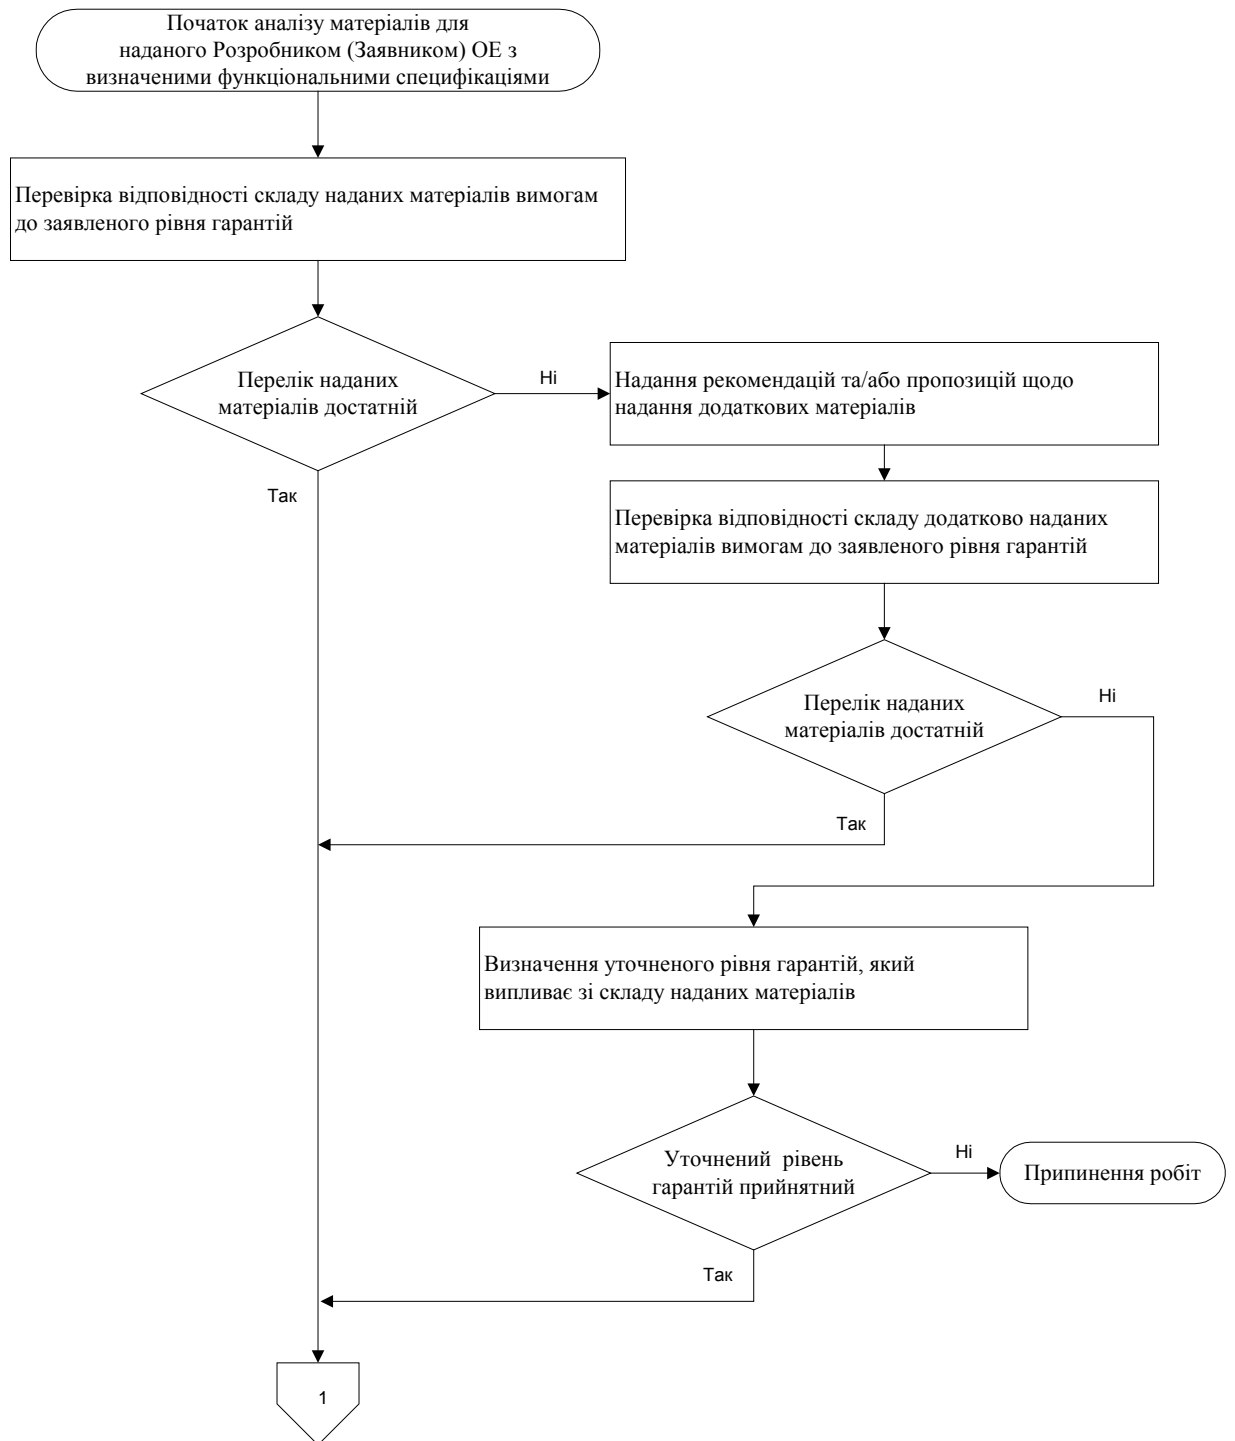 Початок аналізу матеріалів для
наданого Розробником (Заявником) ОЕ з
визначеними функціональними специфікаціями
Перевірка відповідності складу наданих матеріалів вимогам
до заявленого рівня гарантій
Перелік наданих
матеріалів достатній
Ні
Надання рекомендацій та/або пропозицій щодо
надання додаткових матеріалів
Так
Перевірка відповідності складу додатково наданих
матеріалів вимогам до заявленого рівня гарантій
Перелік наданих
матеріалів достатній
Ні
Так
Визначення уточненого рівня гарантій, який
випливає зі складу наданих матеріалів
Уточнений рівень
гарантій прийнятний
Ні
Припинення робіт
Так
1